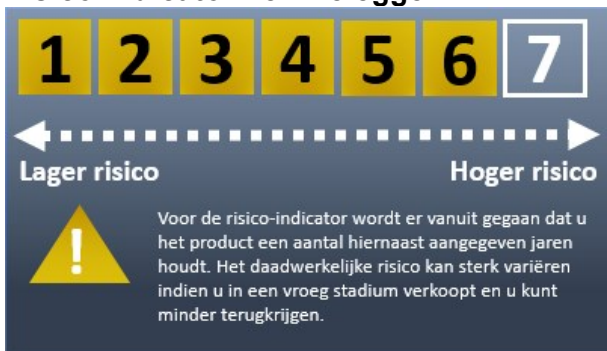 1 2 3 4 5 6 7
Lager risico Hoger risico
!
Voor de risico-indicator wordt er vanuit gegaan dat u
het product een aantal hiernaast aangegeven jaren
houdt. Het daadwerkelijke risico kan sterk variëren
indien u in een vroeg stadium verkoopt en u kunt
minder terugkrijgen.